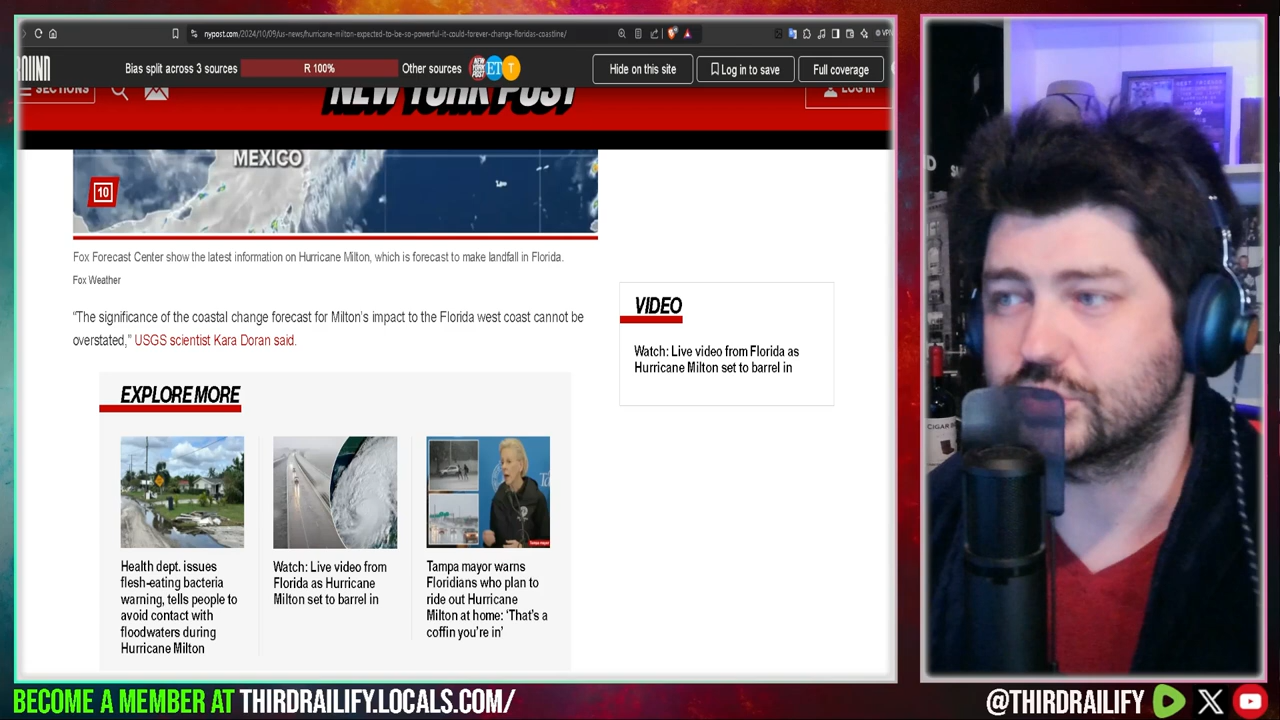 nypost.com/2024/10/09/us-news/hurricane-milton-expected-to-be-so-powerful-it-could-forever-change-floridas-coastline/
Bias split across 3 sources
R 100%
Other sources
Hide on this site
Log in to save
Full coverage
SECTIONS
NEW YORK POST
LOG IN
MEXICO
10
Fox Forecast Center show the latest information on Hurricane Milton, which is forecast to make landfall in Florida.
Fox Weather
“The significance of the coastal change forecast for Milton’s impact to the Florida west coast cannot be
overstated,” USGS scientist Kara Doran said.
EXPLORE MORE
Health dept. issues
flesh-eating bacteria
warning, tells people to
avoid contact with
floodwaters during
Hurricane Milton
Watch: Live video from
Florida as Hurricane
Milton set to barrel in
Tampa mayor warns
Floridians who plan to
ride out Hurricane
Milton at home: ‘That’s a
coffin you’re in’
VIDEO
Watch: Live video from Florida as
Hurricane Milton set to barrel in
CIGAR
BECOME A MEMBER AT THIRDRAILIFY.LOCALS.COM/
@THIRDRAILIFY